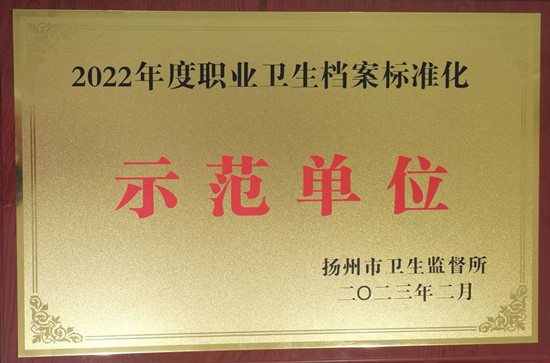 2022年度职业卫生档案标准化
示范单位
扬州市卫生监督所
二〇二三年二月